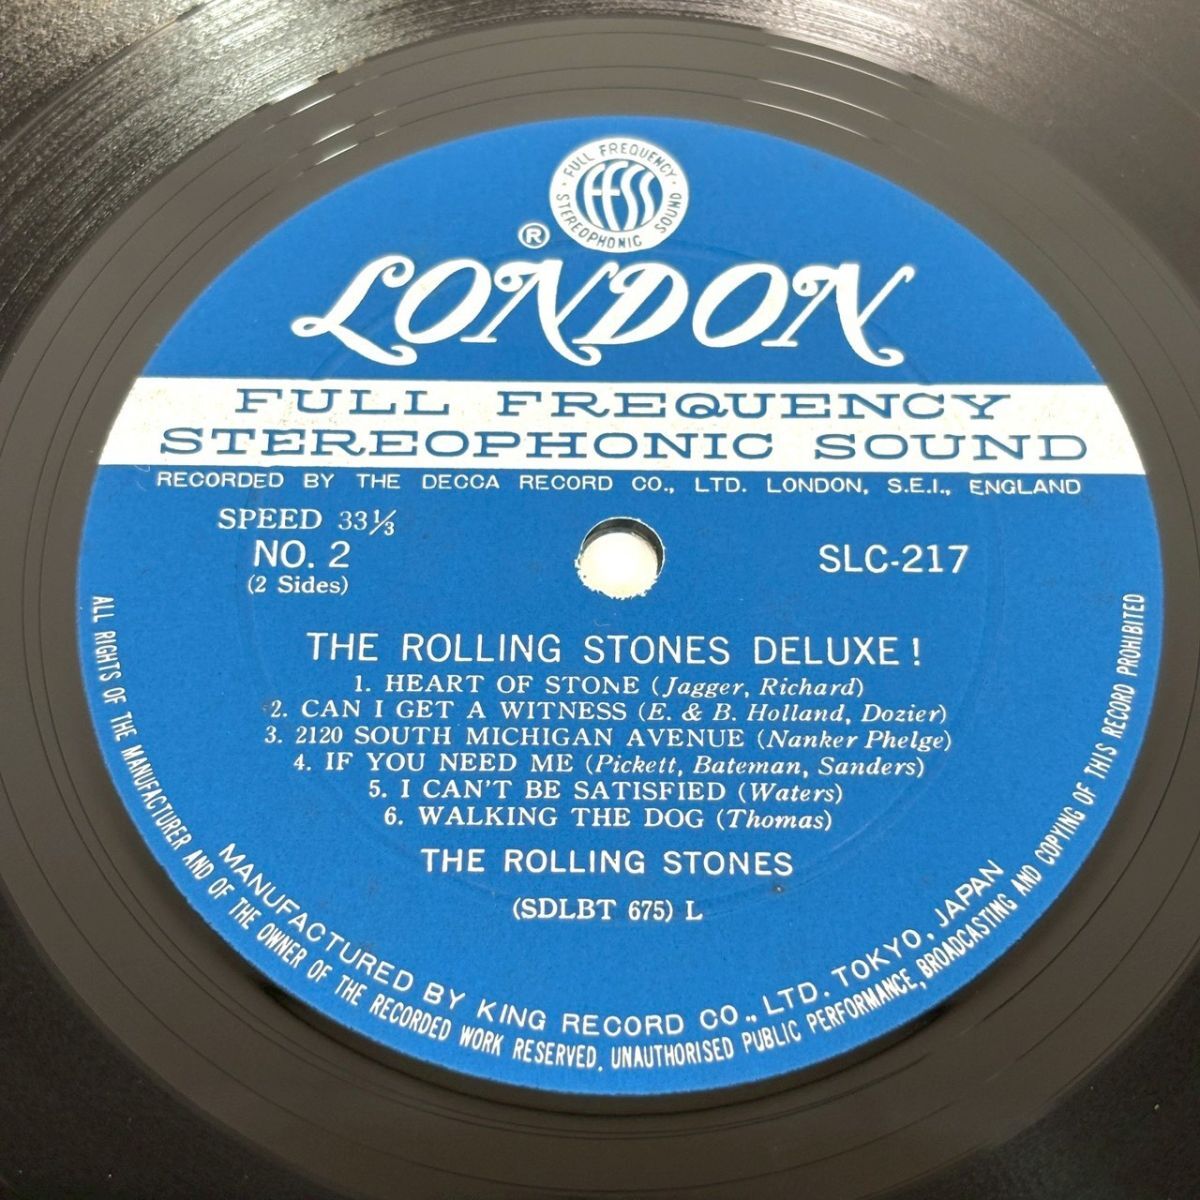 FULL FREQUENCY
FFSS
STEREOPHONIC SOUND
®
LONDON
FULL FREQUENCY
STEREOPHONIC SOUND
RECORDED BY THE DECCA RECORD CO., LTD. LONDON, S.E.I., ENGLAND
SPEED 33⅓
NO. 2
(2 Sides)
SLC-217
THE ROLLING STONES DELUXE!
1. HEART OF STONE (Jagger, Richard)
2. CAN I GET A WITNESS (E. & B. Holland, Dozier)
3. 2120 SOUTH MICHIGAN AVENUE (Nanker Phelge)
4. IF YOU NEED ME (Pickett, Bateman, Sanders)
5. I CAN'T BE SATISFIED (Waters)
6. WALKING THE DOG (Thomas)
THE ROLLING STONES
(SDLBT 675) L
MANUFACTURED BY KING RECORD CO., LTD. TOKYO, JAPAN
ALL RIGHTS OF THE MANUFACTURER AND OF THE OWNER OF THE RECORDED WORK RESERVED. UNAUTHORISED PUBLIC PERFORMANCE, BROADCASTING AND COPYING OF THIS RECORD PROHIBITED